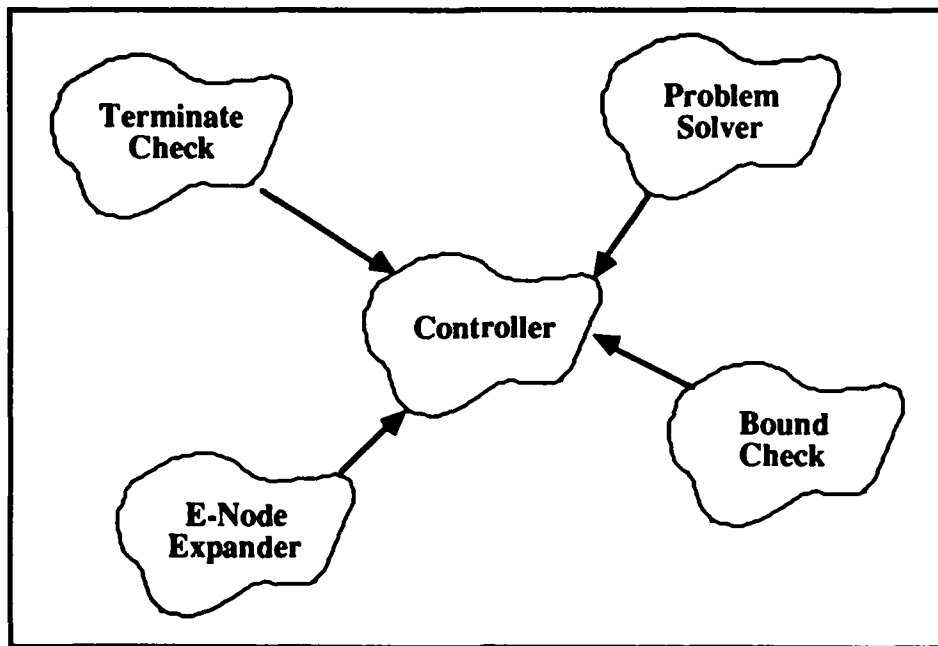 Terminate
Check
Problem
Solver
Controller
Bound
Check
E-Node
Expander